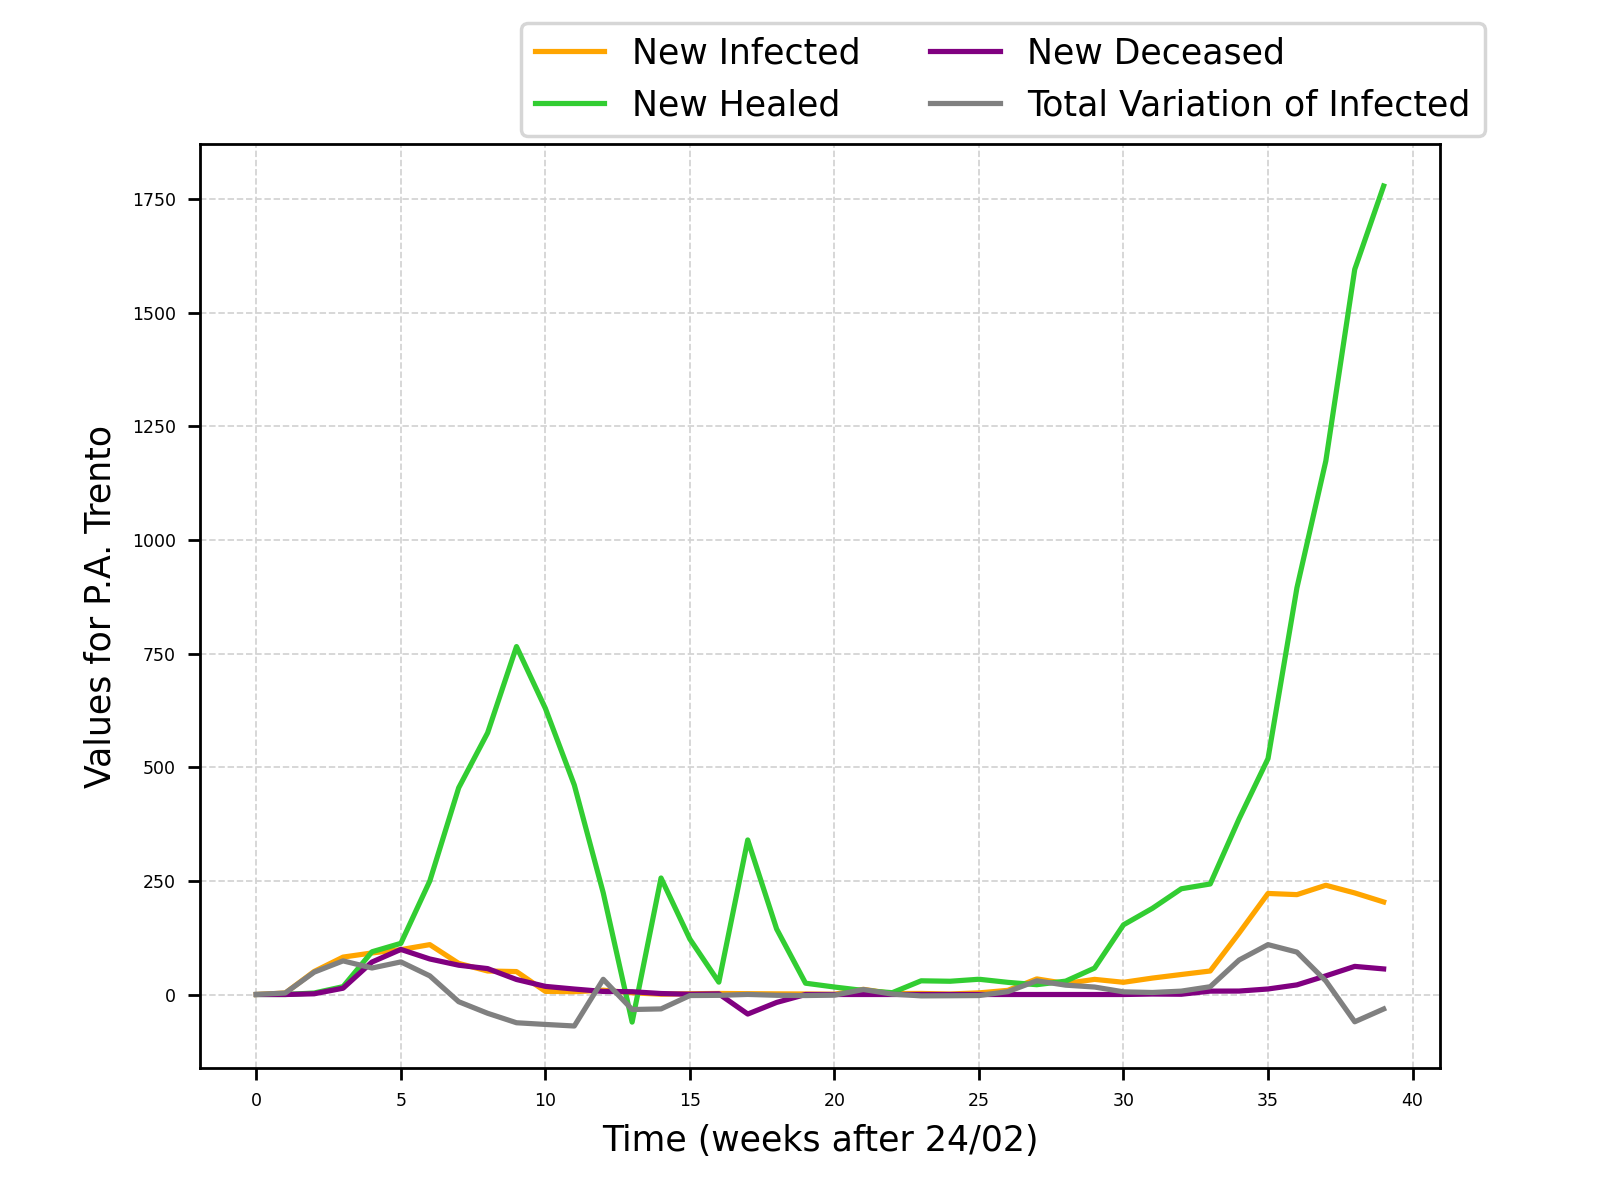 New Infected
New Healed
New Deceased
Total Variation of Infected
Values for P.A. Trento
1750
1500
1250
1000
750
500
250
0
0 5 10 15 20 25 30 35 40
Time (weeks after 24/02)